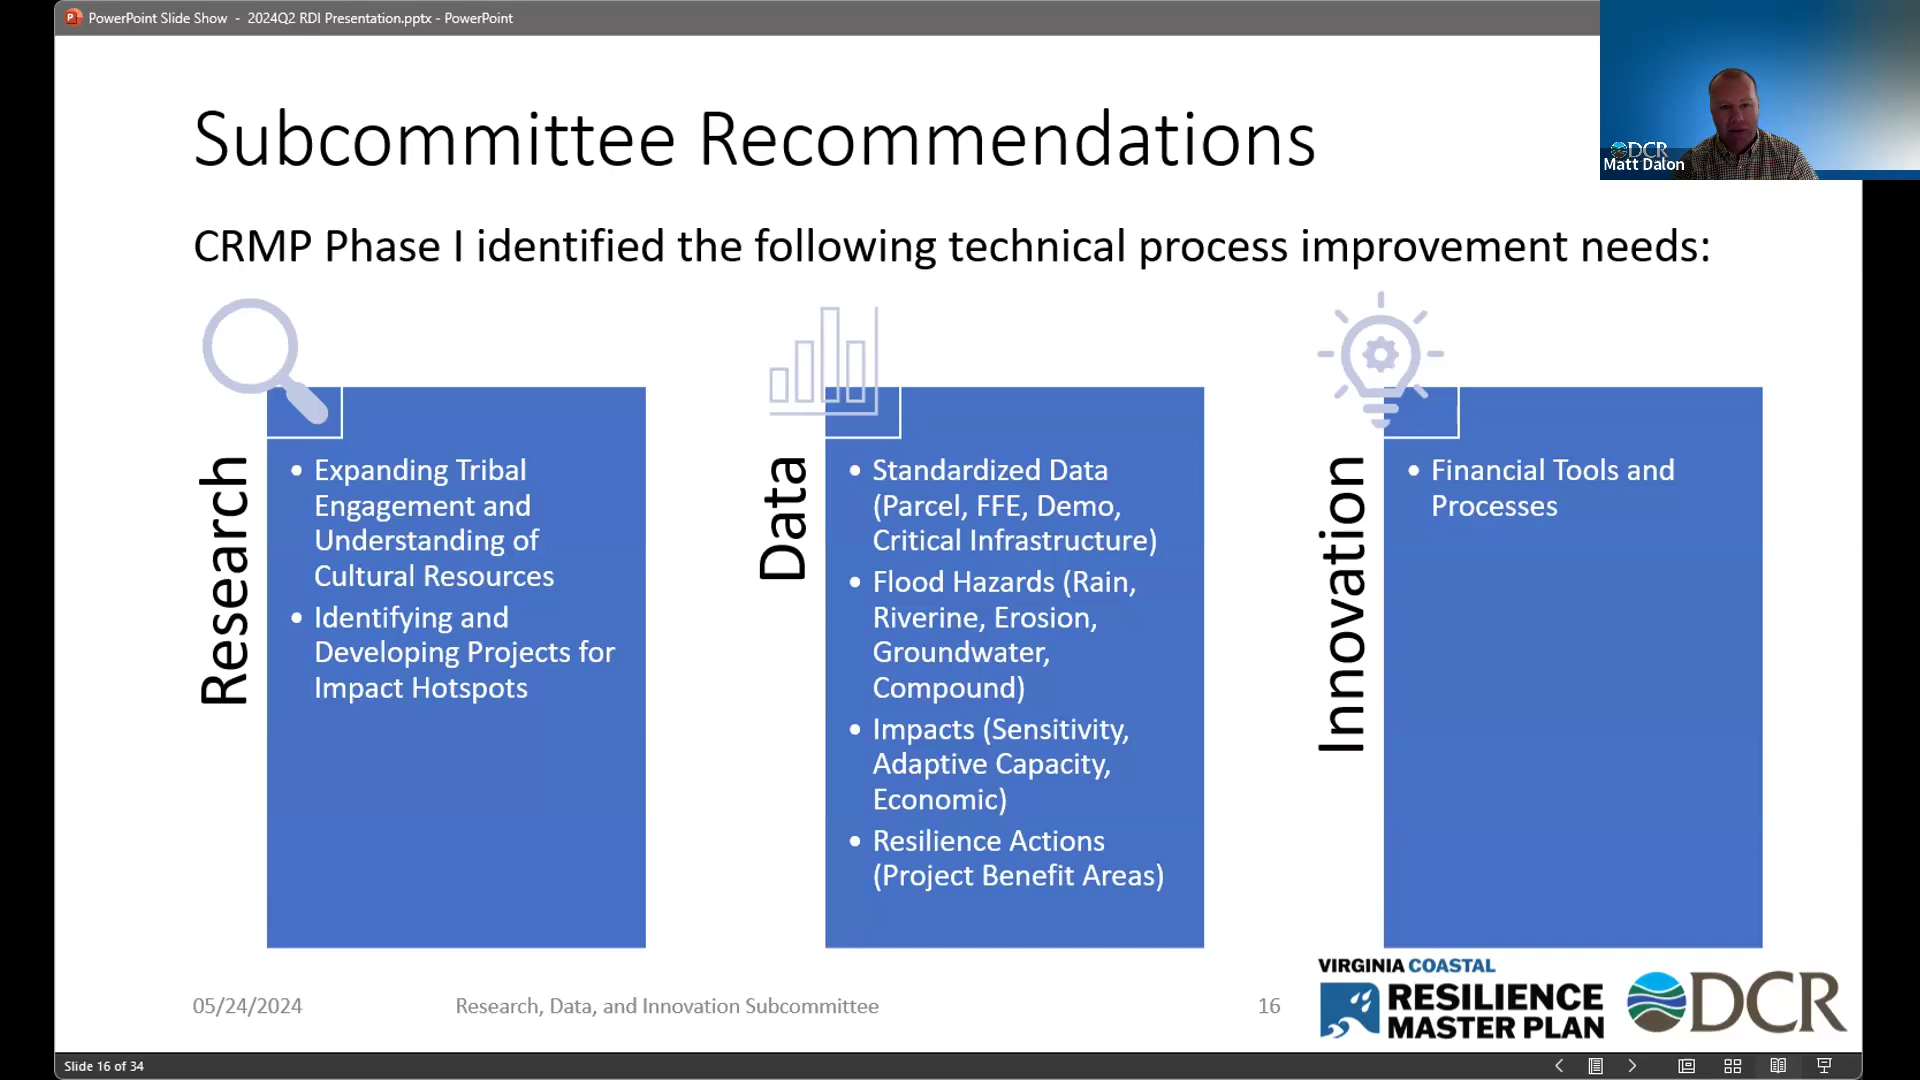 PowerPoint Slide Show - 2024Q2 RDI Presentation.pptx - PowerPoint
DCR
Matt Dalon
Subcommittee Recommendations
CRMP Phase I identified the following technical process improvement needs:
Research
• Expanding Tribal
Engagement and
Understanding of
Cultural Resources
• Identifying and
Developing Projects for
Impact Hotspots
Data
• Standardized Data
(Parcel, FFE, Demo,
Critical Infrastructure)
• Flood Hazards (Rain,
Riverine, Erosion,
Groundwater,
Compound)
• Impacts (Sensitivity,
Adaptive Capacity,
Economic)
• Resilience Actions
(Project Benefit Areas)
Innovation
• Financial Tools and
Processes
05/24/2024
Research, Data, and Innovation Subcommittee
16
VIRGINIA COASTAL
RESILIENCE
MASTER PLAN
DCR
Slide 16 of 34